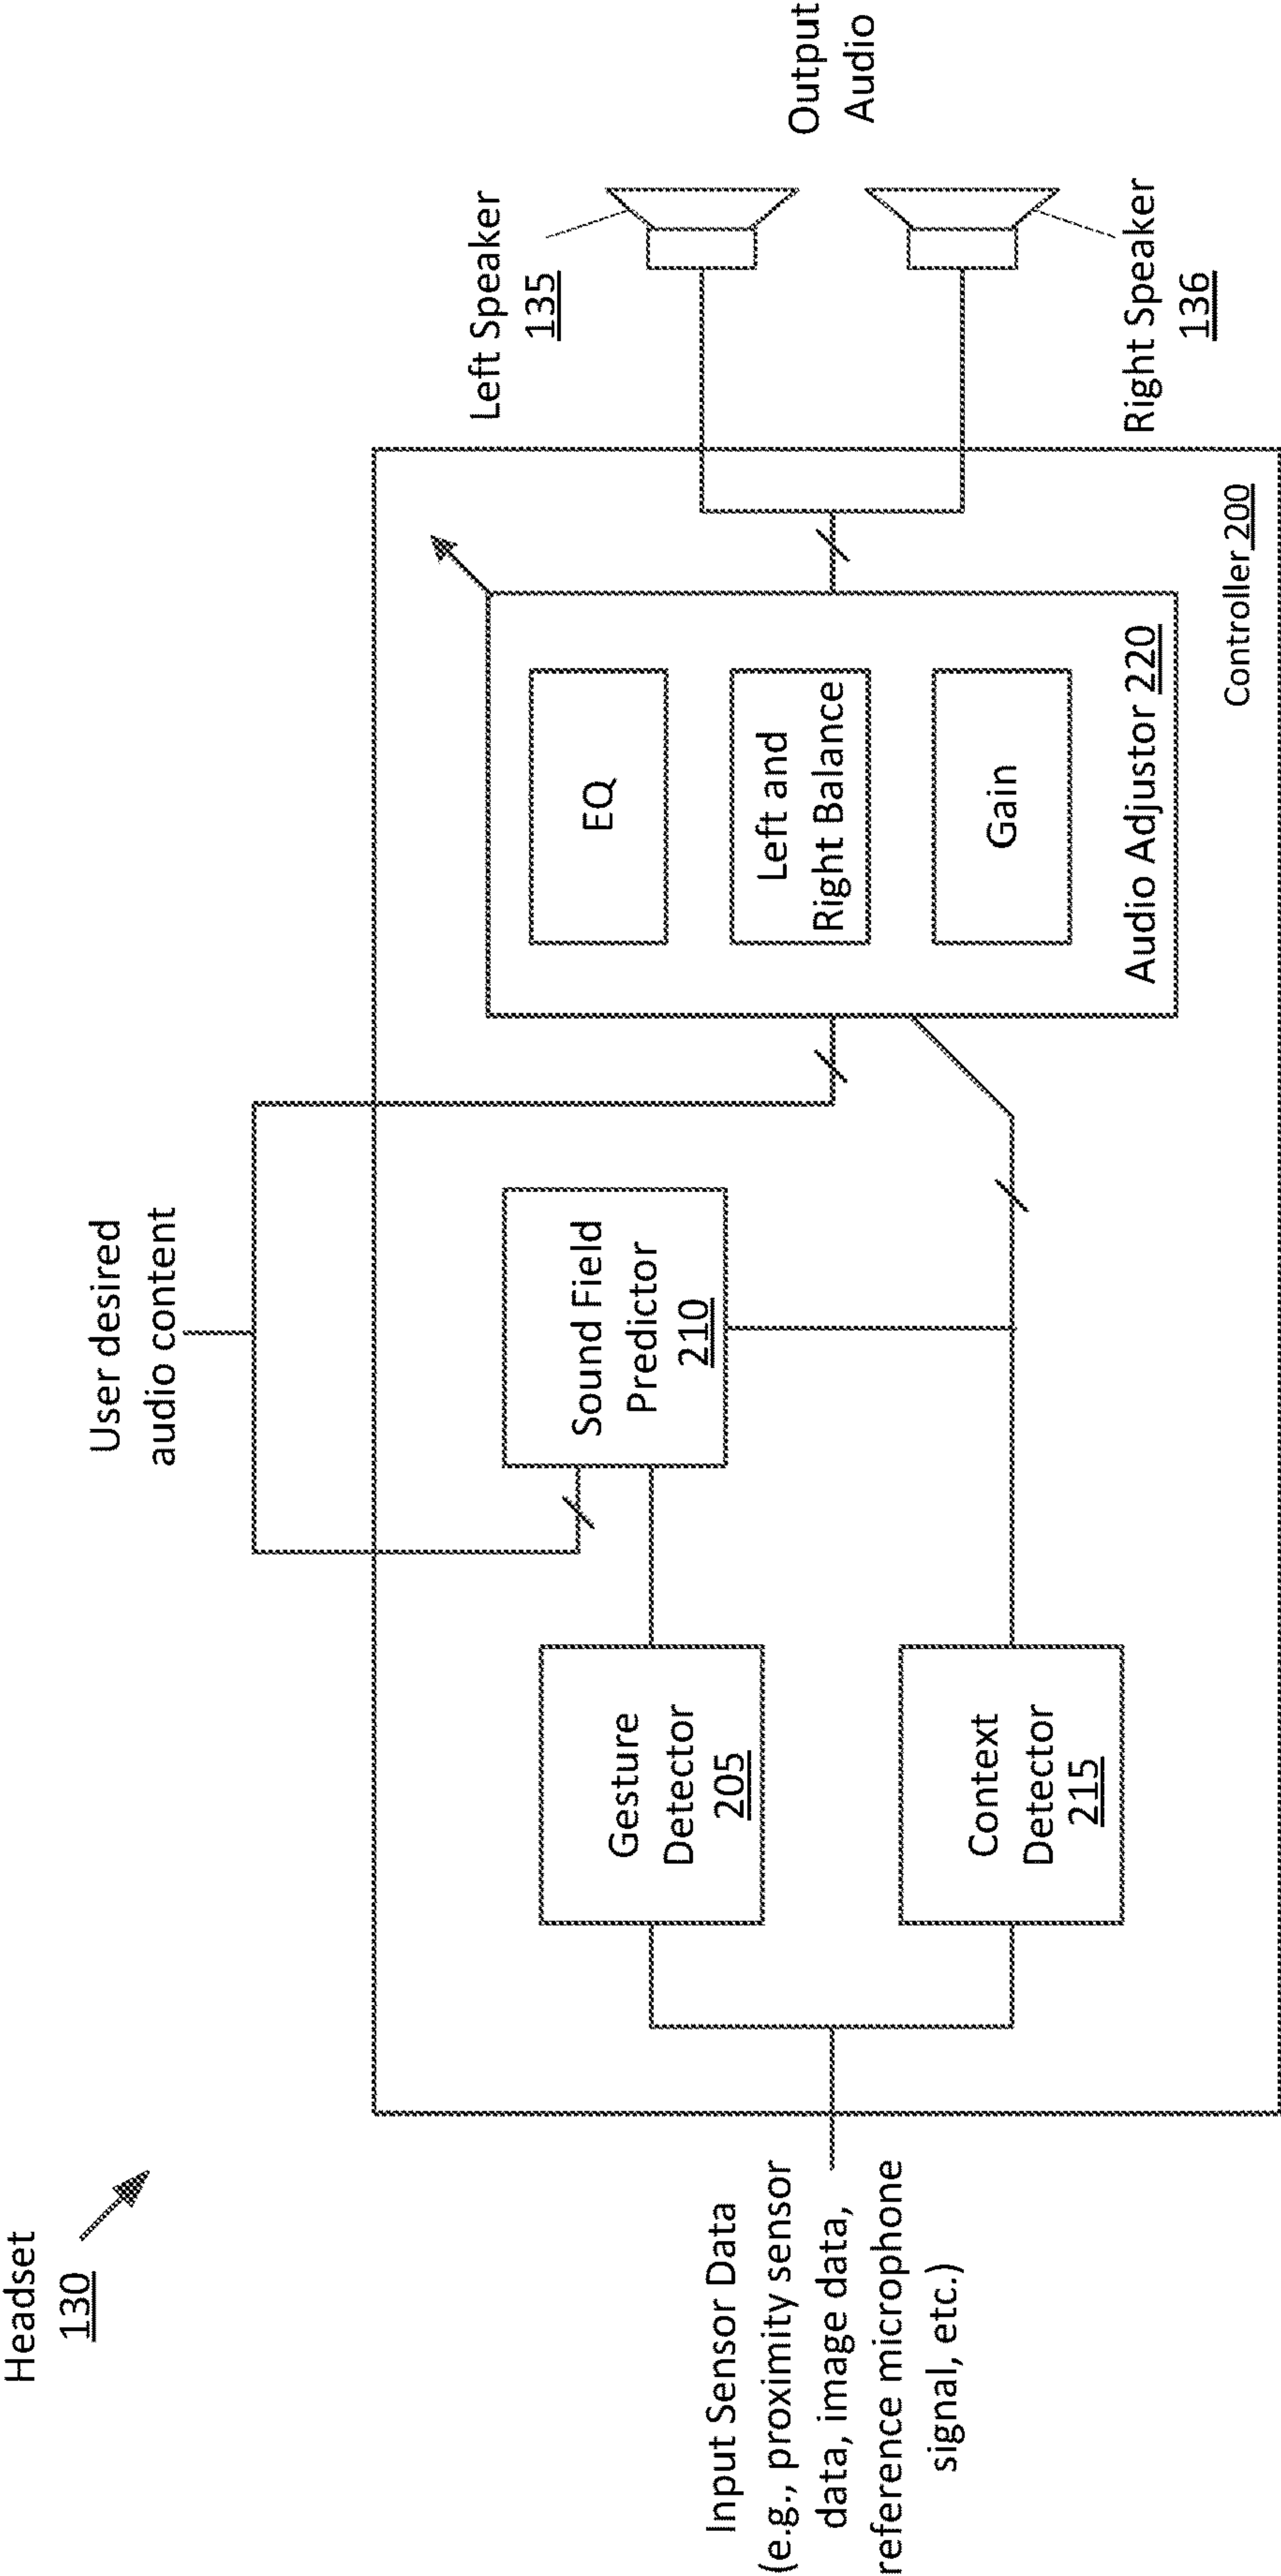 Headset
130
User desired
audio content
Input Sensor Data
(e.g., proximity sensor
data, image data,
reference microphone
signal, etc.)
Gesture
Detector
205
Context
Detector
215
Sound Field
Predictor
210
EQ
Left and
Right Balance
Gain
Audio Adjustor 220
Controller 200
Left Speaker
135
Right Speaker
136
Output
Audio